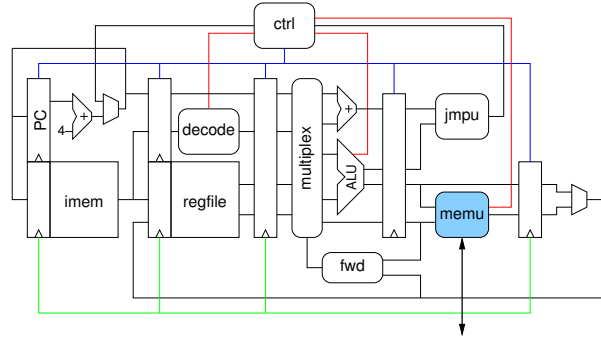 ctrl
PC
4
+
decode
multiplex
+
ALU
jmpu
imem
regfile
memu
fwd